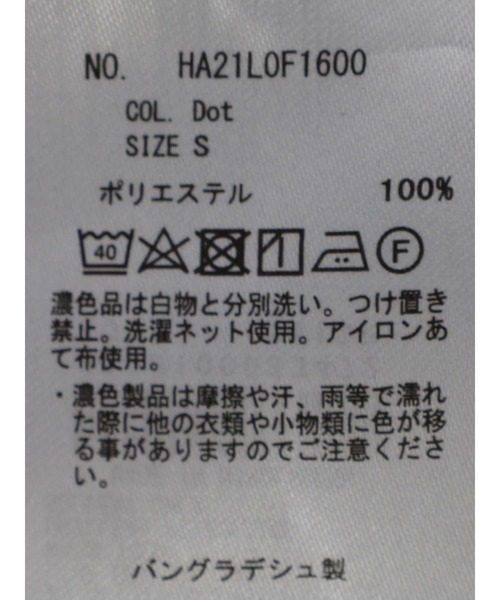 NO. HA21L0F1600
COL. Dot
SIZE S
ポリエステル 100%
40 F
濃色品は白物と分別洗い。つけ置き
禁止。洗濯ネット使用。アイロンあ
て布使用。
・濃色製品は摩擦や汗、雨等で濡れ
た際に他の衣類や小物類に色が移
る事がありますのでご注意くださ
い。
バングラデシュ製